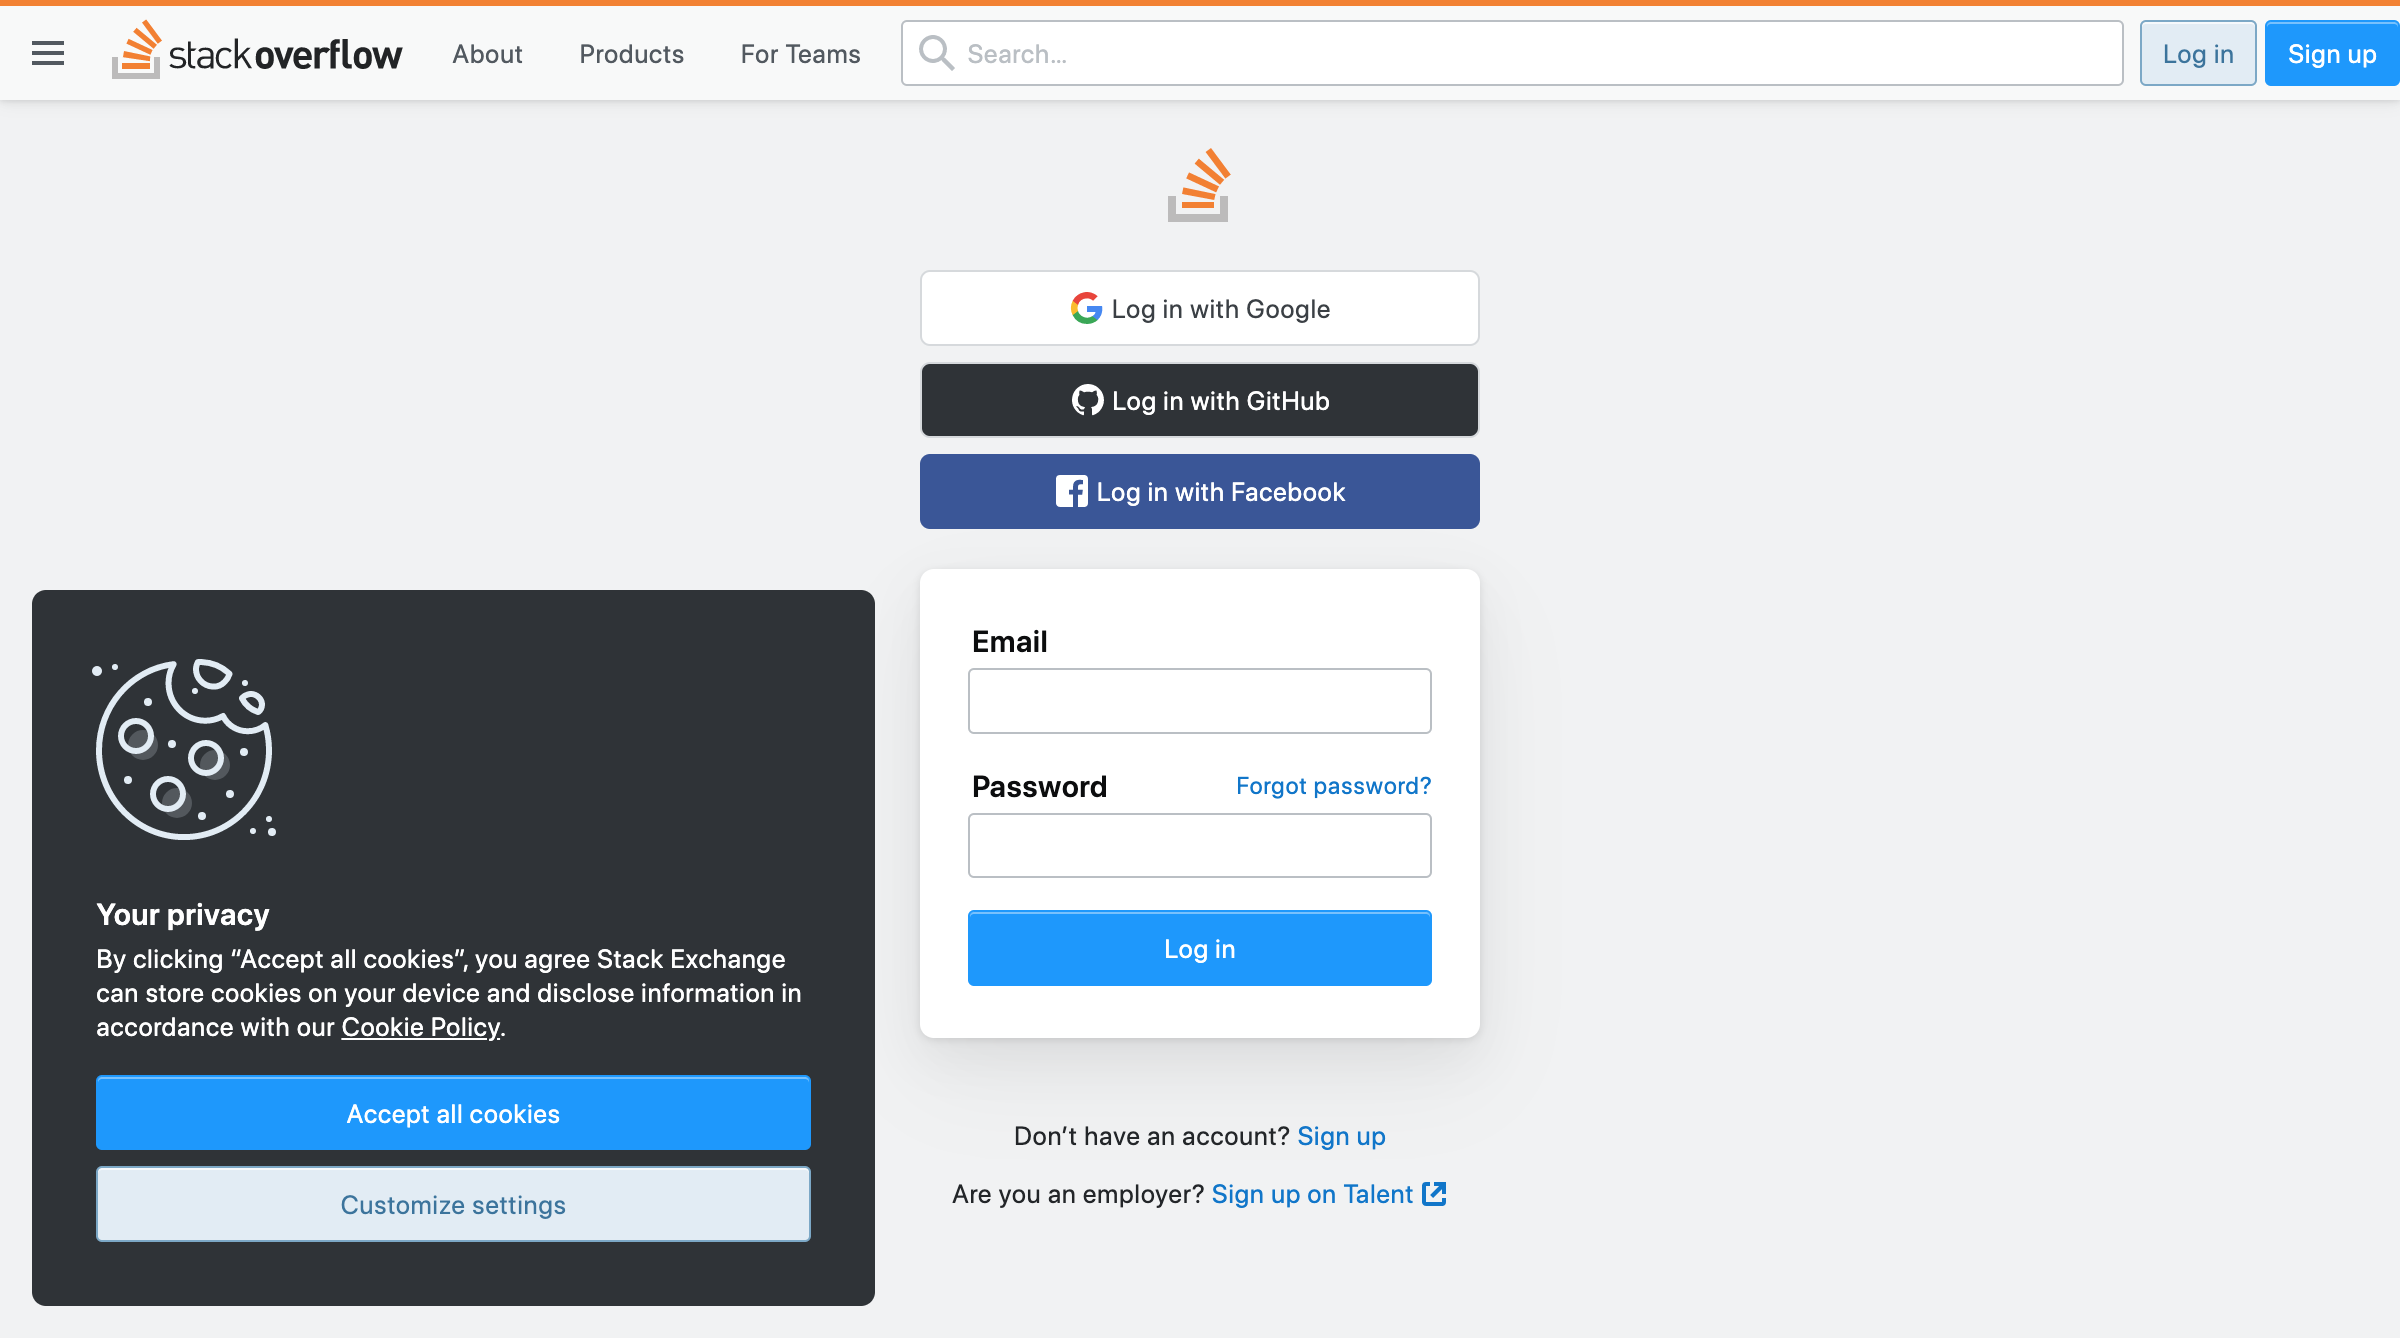 stackoverflow
About
Products
For Teams
Search...
Log in
Sign up
Log in with Google
Log in with GitHub
Log in with Facebook
Email
Password
Forgot password?
Log in
Don’t have an account? Sign up
Are you an employer? Sign up on Talent
Your privacy
By clicking “Accept all cookies”, you agree Stack Exchange
can store cookies on your device and disclose information in
accordance with our Cookie Policy.
Accept all cookies
Customize settings